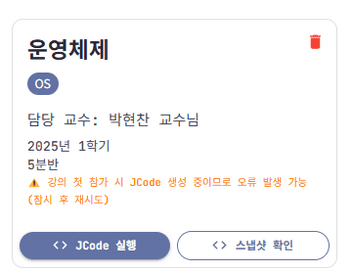 운영체제
OS
담당 교수: 박현찬 교수님
2025년 1학기
5분반
⚠️ 강의 첫 참가 시 JCode 생성 중이므로 오류 발생 가능
(잠시 후 재시도)
<> JCode 실행
<> 스냅샷 확인